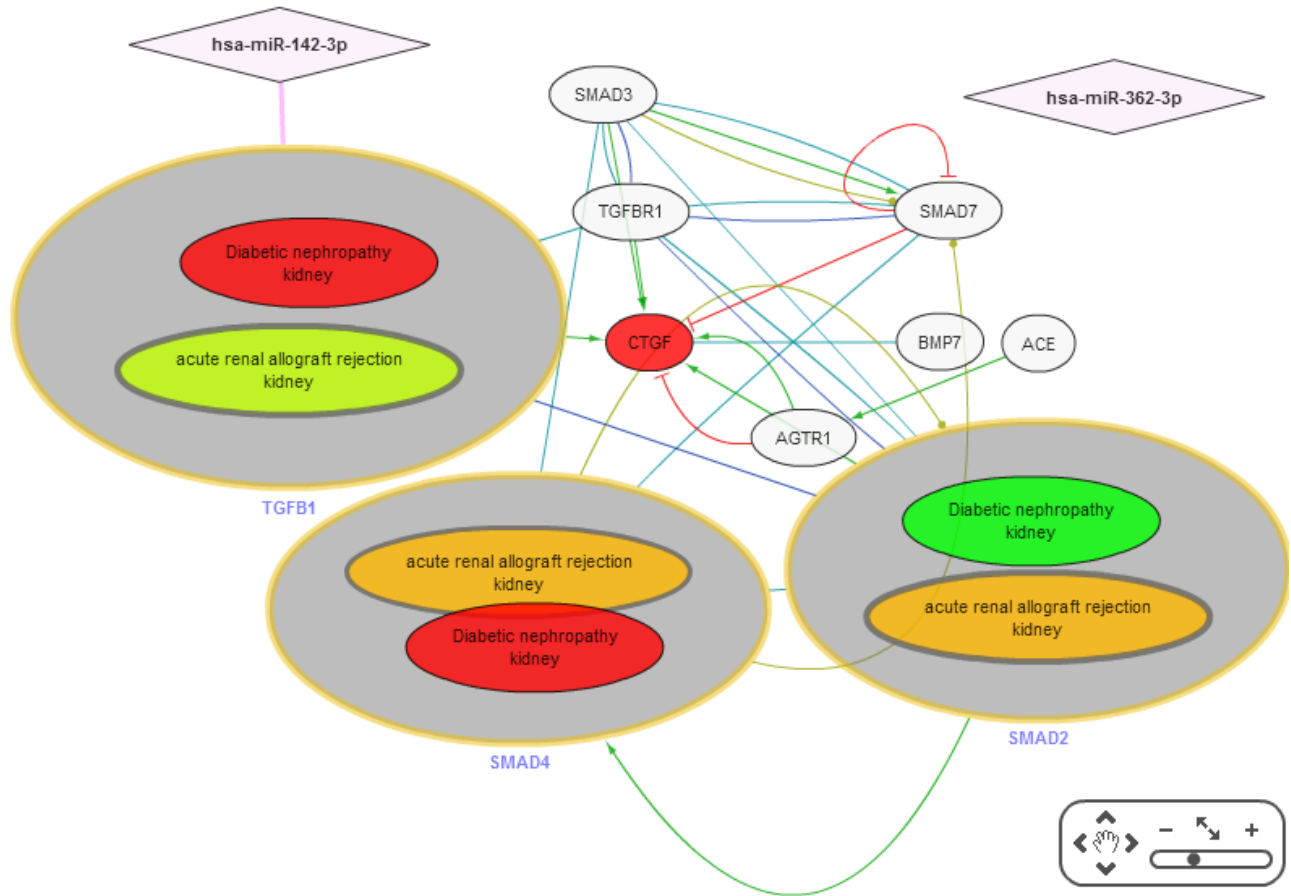 hsa-miR-142-3p
SMAD3
hsa-miR-362-3p
TGFBR1
SMAD7
Diabetic nephropathy
kidney
CTGF
BMP7
ACE
acute renal allograft rejection
kidney
AGTR1
TGFB1
Diabetic nephropathy
kidney
acute renal allograft rejection
kidney
acute renal allograft rejection
kidney
Diabetic nephropathy
kidney
SMAD2
SMAD4
− +